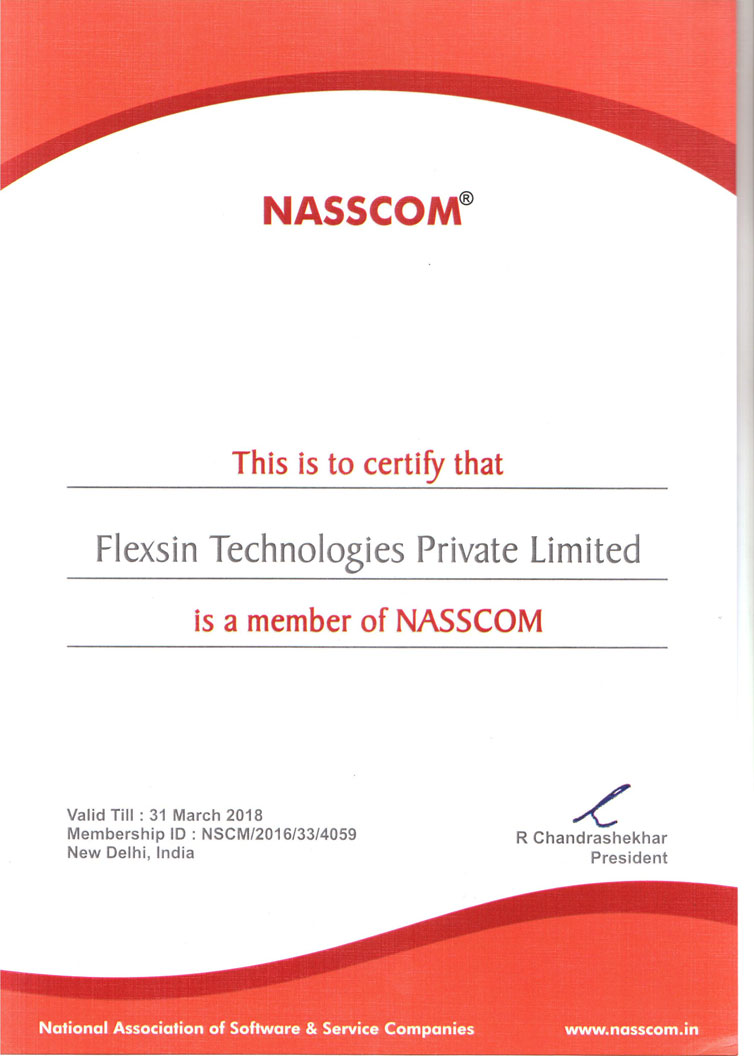 NASSCOM®
This is to certify that
Flexsin Technologies Private Limited
is a member of NASSCOM
Valid Till : 31 March 2018
Membership ID : NSCM/2016/33/4059
New Delhi, India
R Chandrashekhar
President
National Association of Software & Service Companies
www.nasscom.in